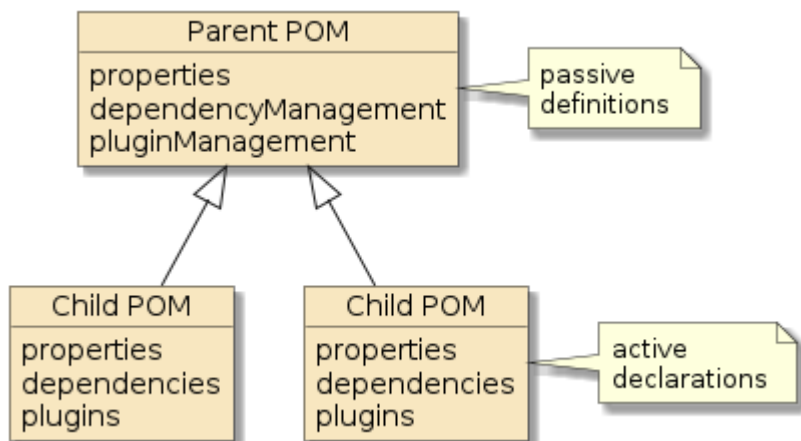 Parent POM
properties
dependencyManagement
pluginManagement
passive
definitions
Child POM
properties
dependencies
plugins
Child POM
properties
dependencies
plugins
active
declarations